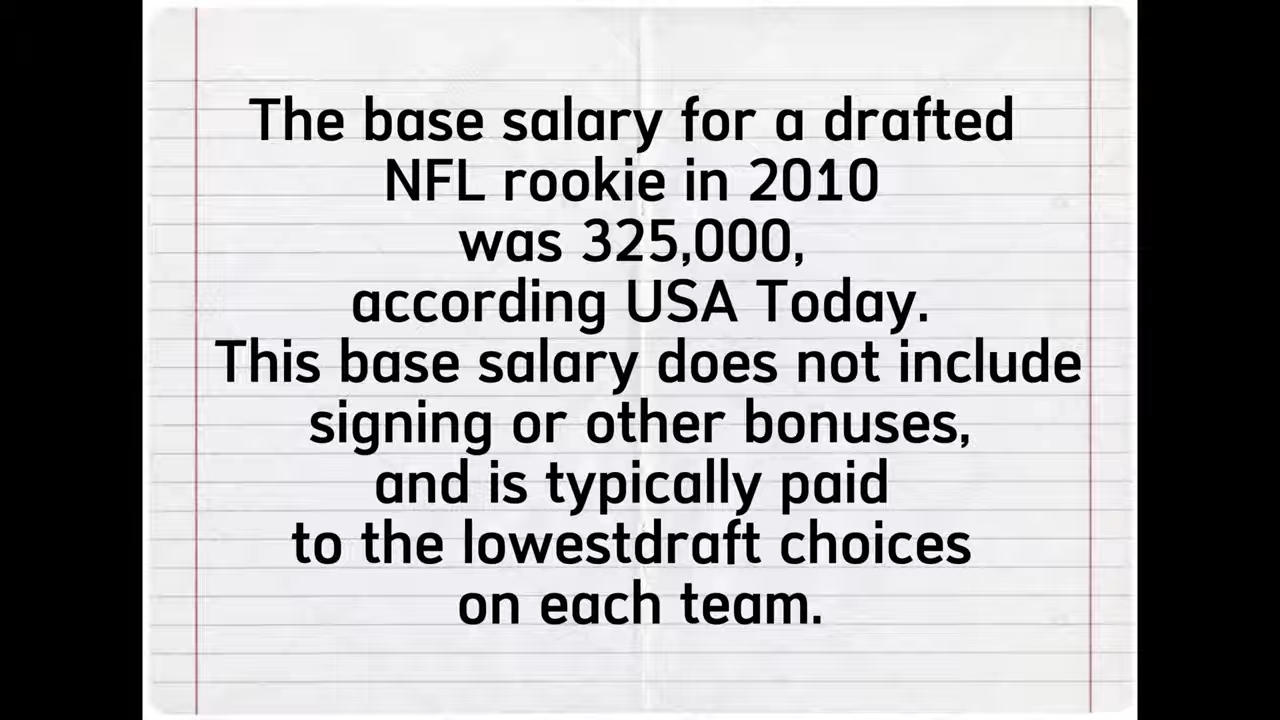 The base salary for a drafted
NFL rookie in 2010
was 325,000,
according USA Today.
This base salary does not include
signing or other bonuses,
and is typically paid
to the lowestdraft choices
on each team.